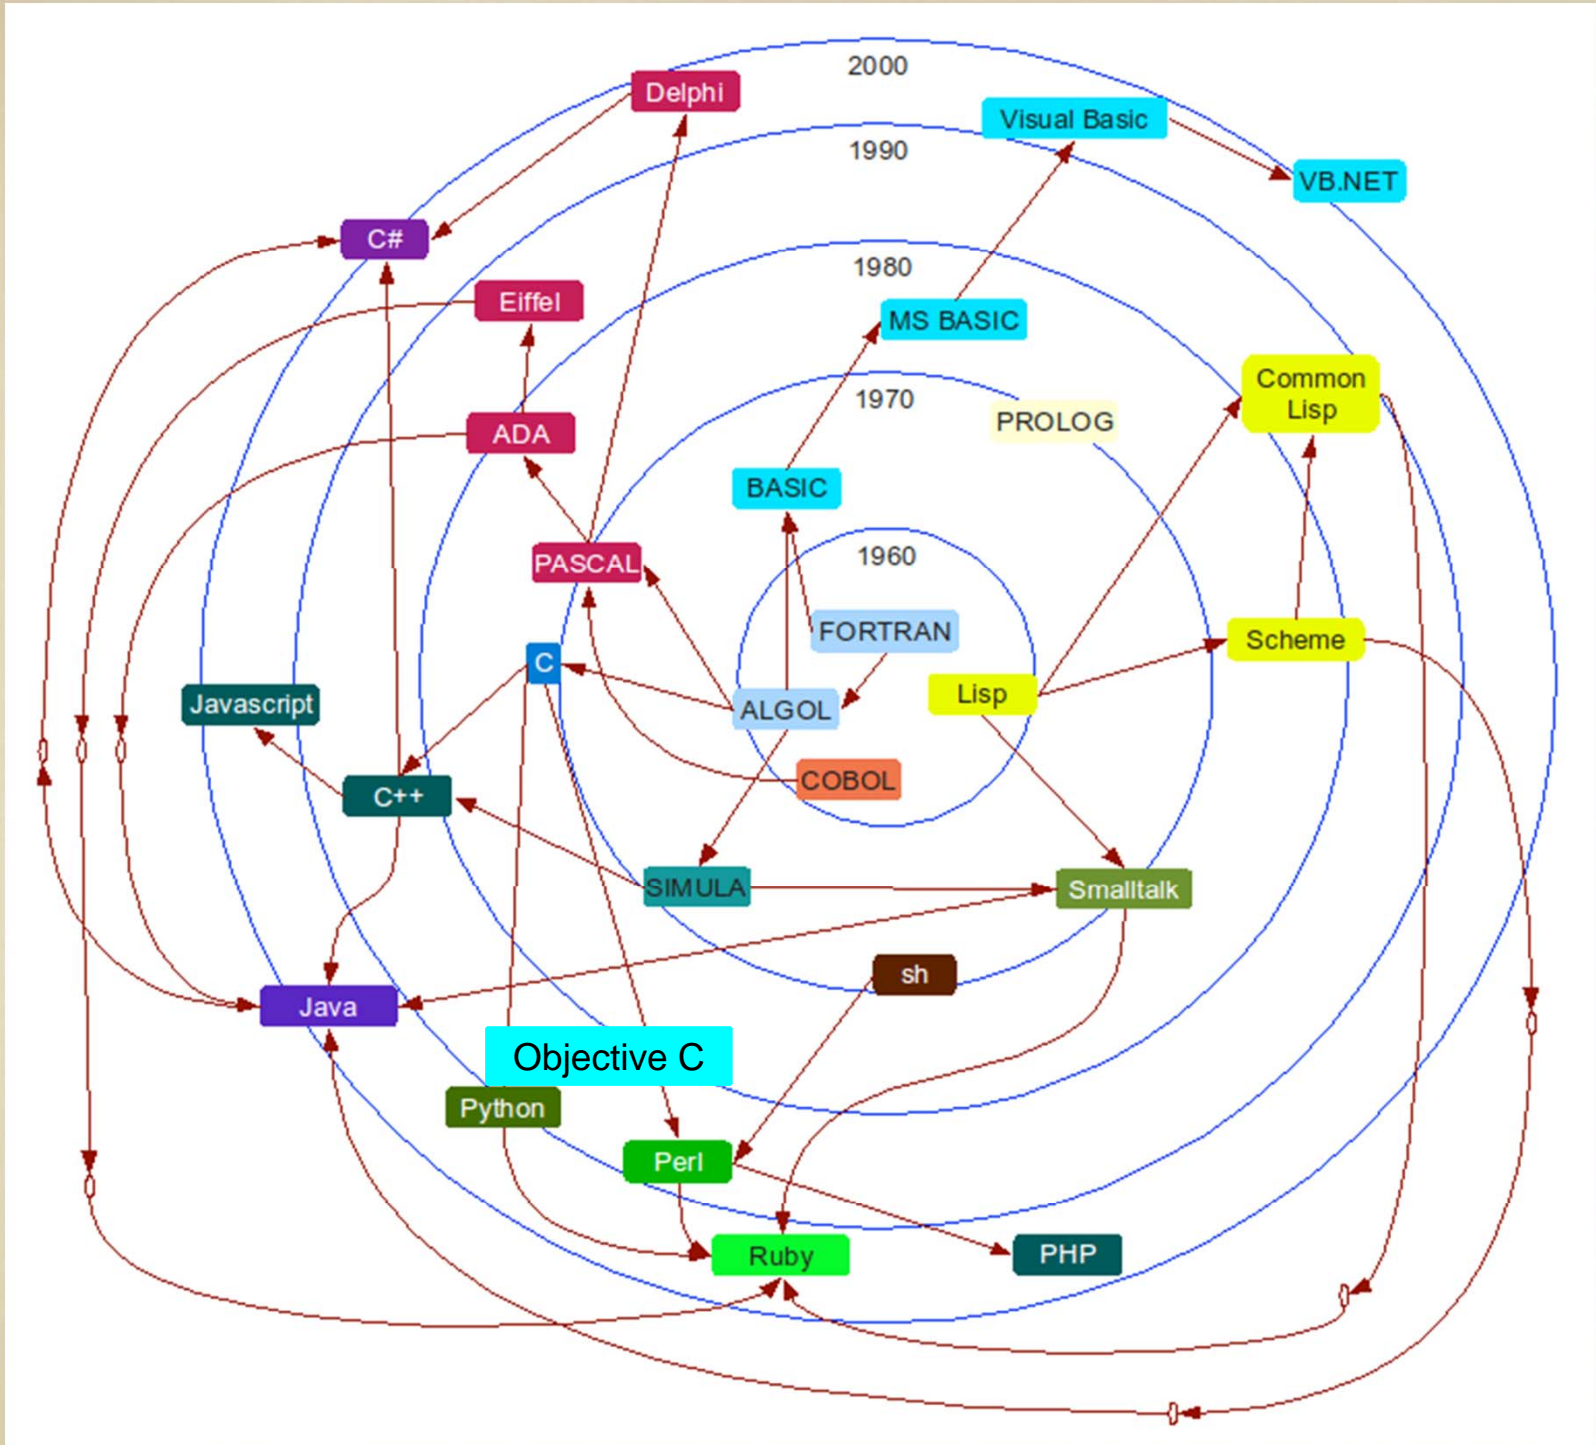 2000
Delphi
Visual Basic
1990
VB.NET
C#
1980
Eiffel
MS BASIC
Common
Lisp
1970
PROLOG
ADA
BASIC
1960
PASCAL
FORTRAN
Scheme
C
Lisp
Javascript
ALGOL
COBOL
C++
SIMULA
Smalltalk
sh
Java
Objective C
Python
Perl
Ruby
PHP